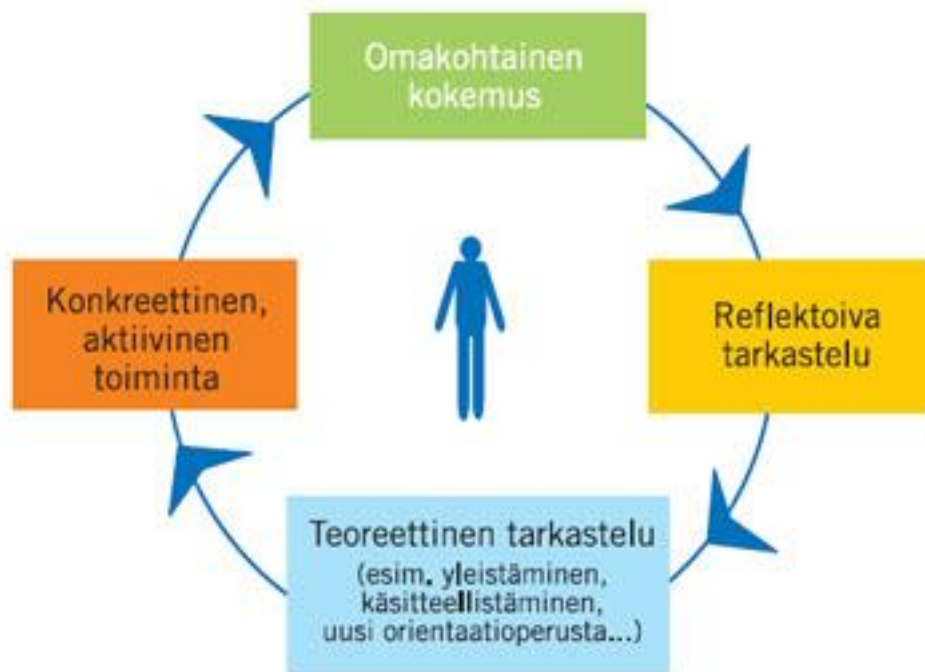 Omakohtainen
kokemus
Konkreettinen,
aktiivinen
toiminta
Reflektoiva
tarkastelu
Teoreettinen tarkastelu
(esim. yleistäminen,
käsitteellistäminen,
uusi orientaatioperusta...)